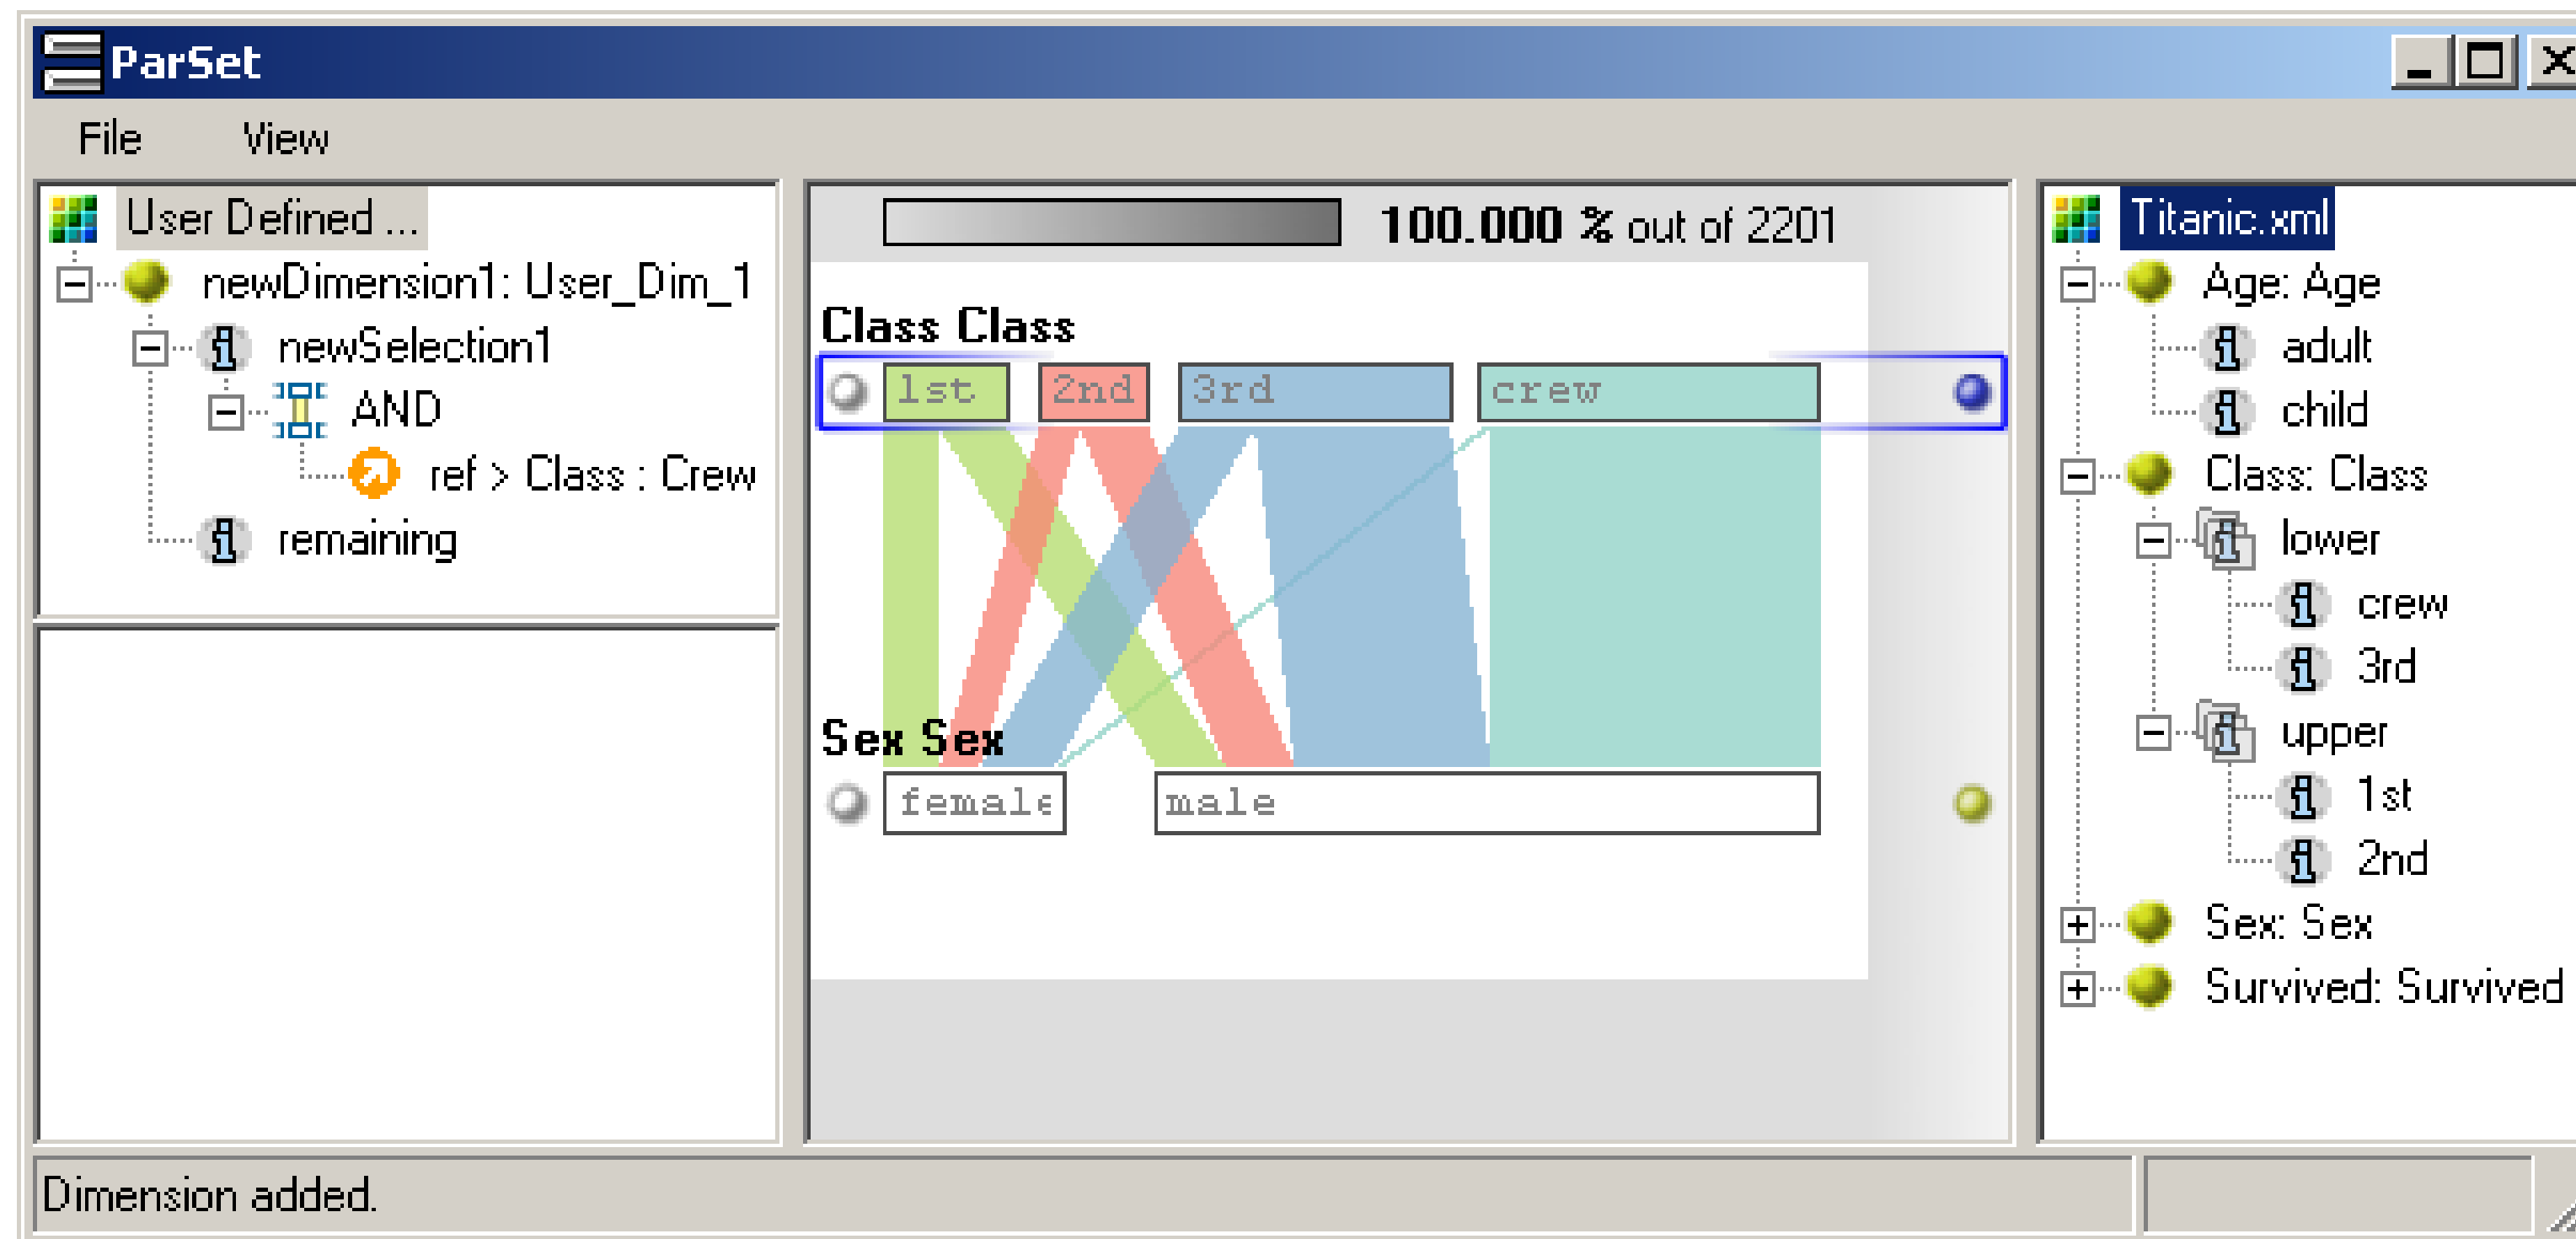 ParSet
File View
User Defined ...
newDimension1: User_Dim_1
newSelection1
AND
ref > Class : Crew
remaining
100.000 % out of 2201
Class Class
1st 2nd 3rd crew
Sex Sex
female male
Titanic.xml
Age: Age
adult
child
Class: Class
lower
crew
3rd
upper
1st
2nd
Sex: Sex
Survived: Survived
Dimension added.